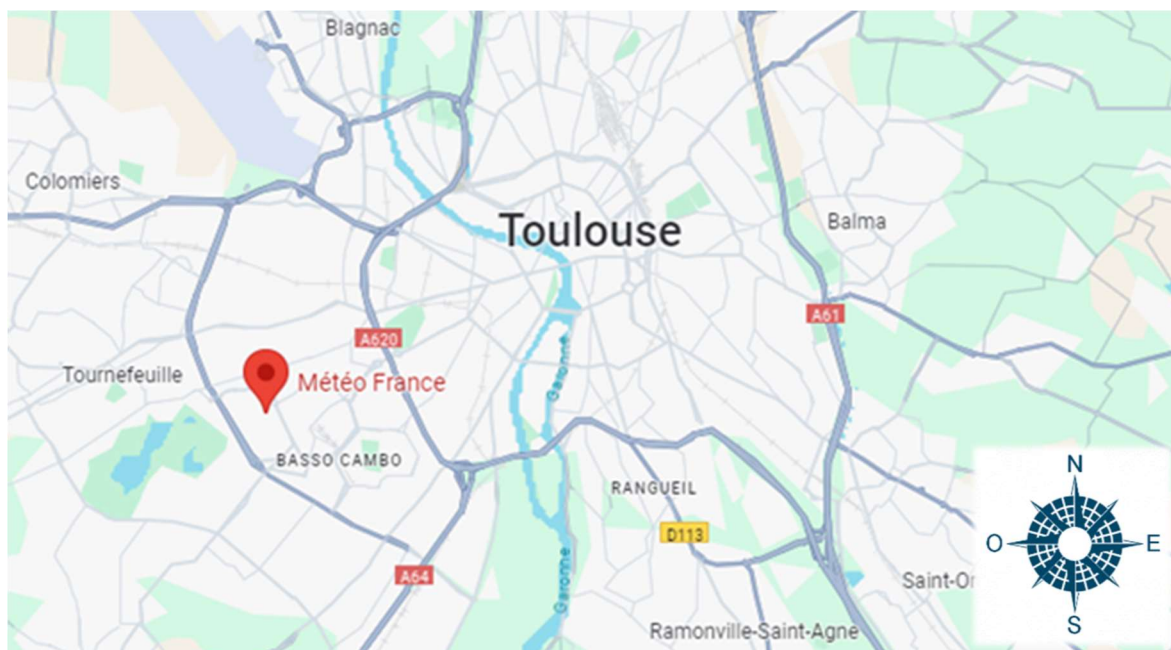 Blagnac
Colomiers
Toulouse
Balma
A61
A620
Tournefeuille
Météo France
Garonne
BASSO CAMBO
RANGUEIL
N
D113
O
E
A64
Garonne
Saint-Or
S
Ramonville-Saint-Agne